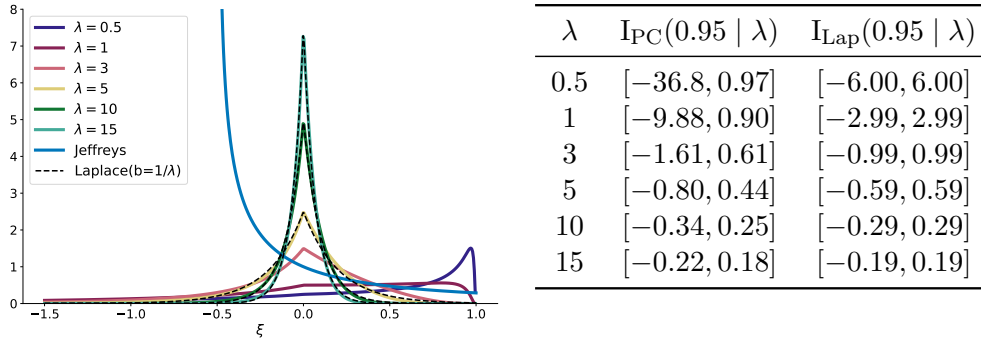 8
7
6
5
4
3
2
1
0
−1.5 −1.0 −0.5 0.0 0.5 1.0
ξ
λ = 0.5
λ = 1
λ = 3
λ = 5
λ = 10
λ = 15
Jeffreys
Laplace(b=1/λ)
λ I_PC(0.95 | λ) I_Lap(0.95 | λ)
0.5 [−36.8, 0.97] [−6.00, 6.00]
1 [−9.88, 0.90] [−2.99, 2.99]
3 [−1.61, 0.61] [−0.99, 0.99]
5 [−0.80, 0.44] [−0.59, 0.59]
10 [−0.34, 0.25] [−0.29, 0.29]
15 [−0.22, 0.18] [−0.19, 0.19]